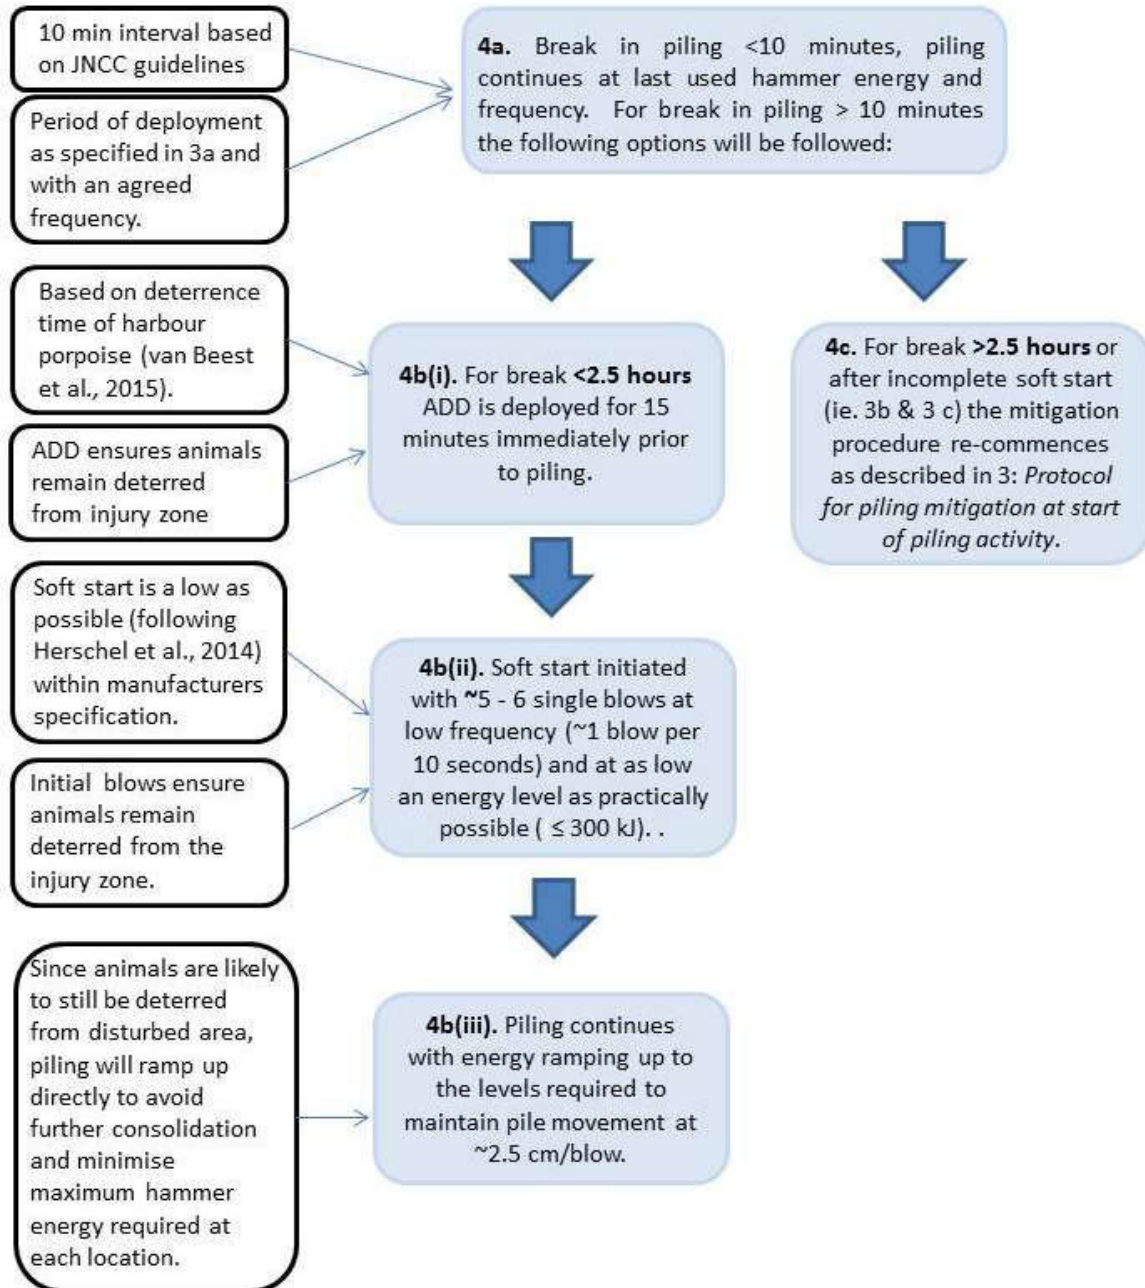 10 min interval based
on JNCC guidelines
4a. Break in piling <10 minutes, piling
continues at last used hammer energy and
frequency. For break in piling > 10 minutes
the following options will be followed:
Period of deployment
as specified in 3a and
with an agreed
frequency.
Based on deterrence
time of harbour
porpoise (van Beest
et al., 2015).
ADD ensures animals
remain deterred
from injury zone
4b(i). For break <2.5 hours
ADD is deployed for 15
minutes immediately prior
to piling.
4c. For break >2.5 hours or
after incomplete soft start
(ie. 3b & 3 c) the mitigation
procedure re-commences
as described in 3: Protocol
for piling mitigation at start
of piling activity.
Soft start is a low as
possible (following
Herschel et al., 2014)
within manufacturers
specification.
Initial blows ensure
animals remain
deterred from the
injury zone.
4b(ii). Soft start initiated
with ~5 - 6 single blows at
low frequency (~1 blow per
10 seconds) and at as low
an energy level as practically
possible ( ≤ 300 kJ). .
Since animals are likely
to still be deterred
from disturbed area,
piling will ramp up
directly to avoid
further consolidation
and minimise
maximum hammer
energy required at
each location.
4b(iii). Piling continues
with energy ramping up to
the levels required to
maintain pile movement at
~2.5 cm/blow.